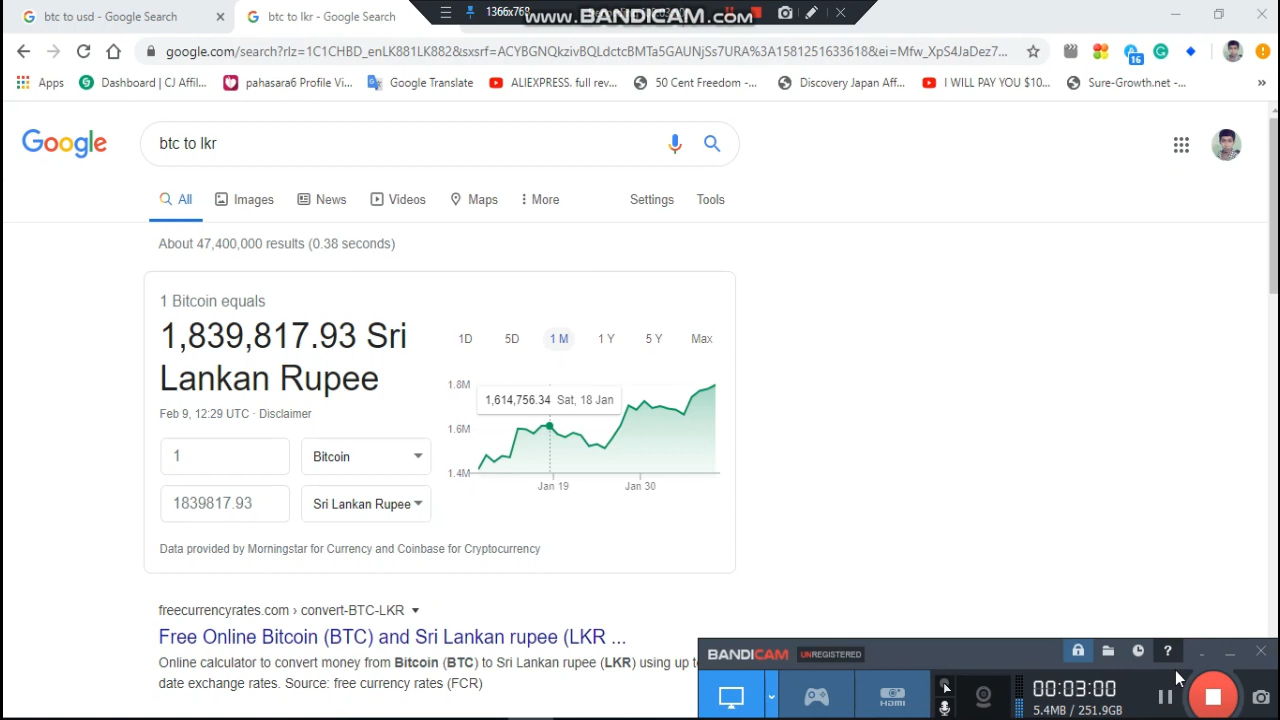 btc to usd - Google Search
btc to lkr - Google Search
1366x768
www.BANDICAM.com
google.com/search?rlz=1C1CHBD_enLK881LK882&sxsrf=ACYBGNQkzivBQLdctcBMTa5GAUNjSs7URA%3A1581251633618&ei=Mfw_XpS4JaDez7...
16
Apps
Dashboard | CJ Affil...
pahasara6 Profile Vi...
Google Translate
ALIEXPRESS. full rev...
50 Cent Freedom -...
Discovery Japan Aff...
I WILL PAY YOU $10...
Sure-Growth.net -...
»
Google
btc to lkr
All
Images
News
Videos
Maps
More
Settings
Tools
About 47,400,000 results (0.38 seconds)
1 Bitcoin equals
1,839,817.93 Sri
Lankan Rupee
Feb 9, 12:29 UTC · Disclaimer
1
Bitcoin
1839817.93
Sri Lankan Rupee
1D
5D
1 M
1 Y
5 Y
Max
1.8M
1,614,756.34 Sat, 18 Jan
1.6M
1.4M
Jan 19
Jan 30
Data provided by Morningstar for Currency and Coinbase for Cryptocurrency
freecurrencyrates.com › convert-BTC-LKR
Free Online Bitcoin (BTC) and Sri Lankan rupee (LKR ...
Online calculator to convert money from Bitcoin (BTC) to Sri Lankan rupee (LKR) using up
date exchange rates. Source: free currency rates (FCR)
BANDICAM
UNREGISTERED
?
HDMI
00:03:00
5.4MB / 251.9GB